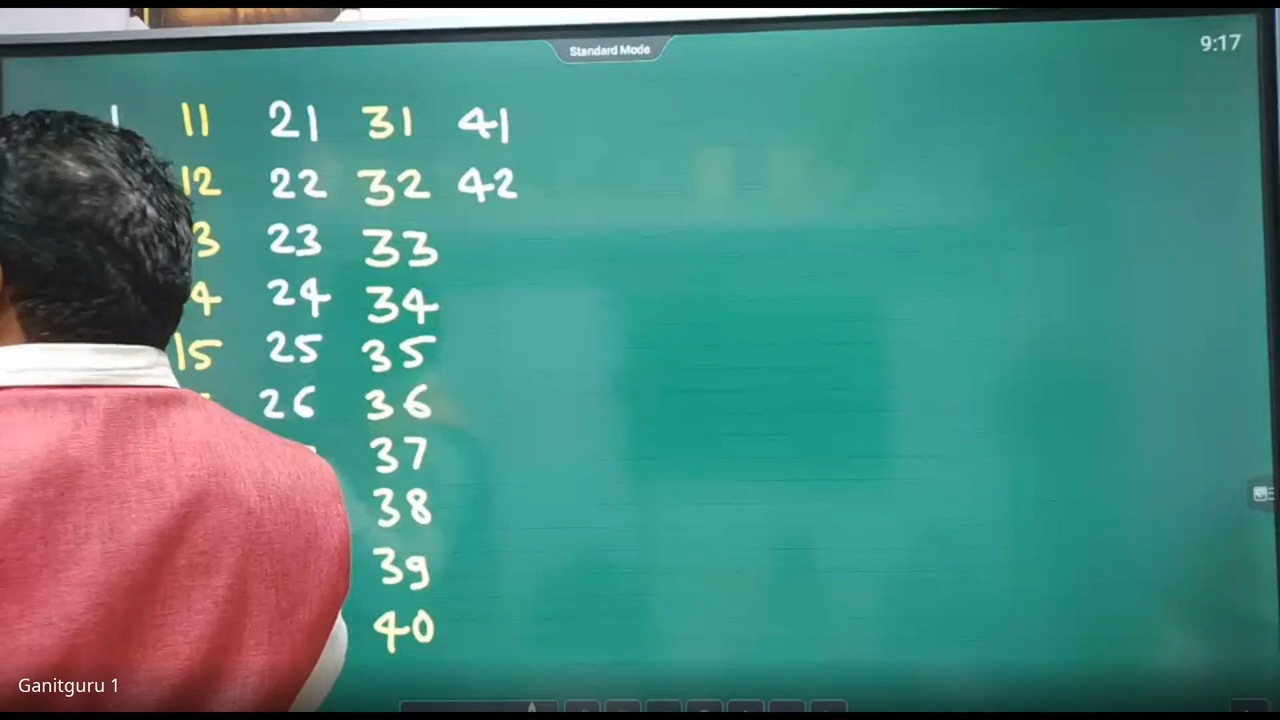 Standard Mode
9:17
1 11 21 31 41
12 22 32 42
3 23 33
4 24 34
15 25 35
26 36
37
38
39
40
Ganitguru 1